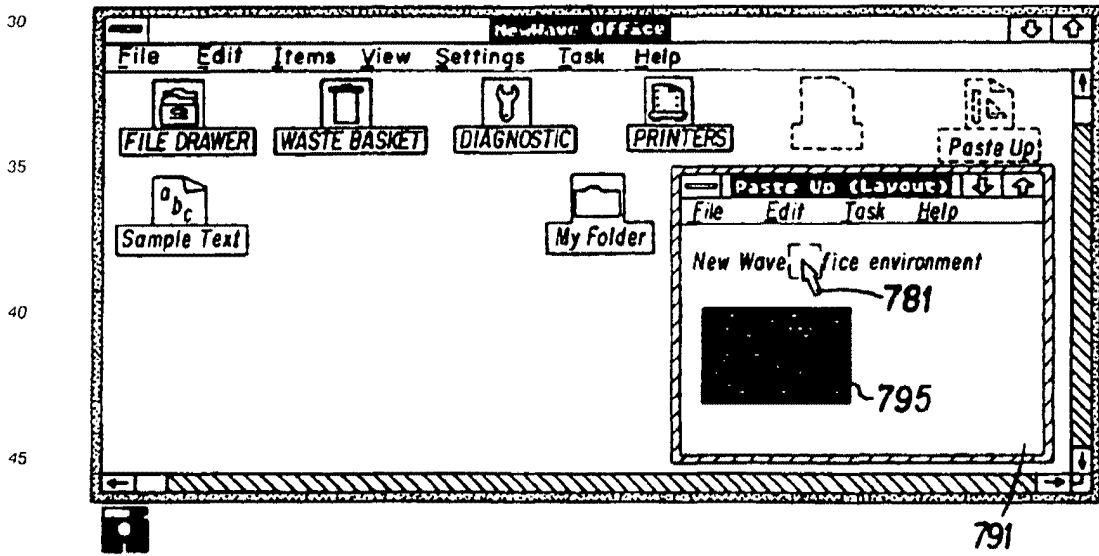 30
NewWave Office
File Edit Items View Settings Task Help
FILE DRAWER WASTE BASKET DIAGNOSTIC PRINTERS Paste Up
35
Paste Up (Layout)
File Edit Task Help
abc
Sample Text My Folder
New Wave fice environment
781
40
795
45
791